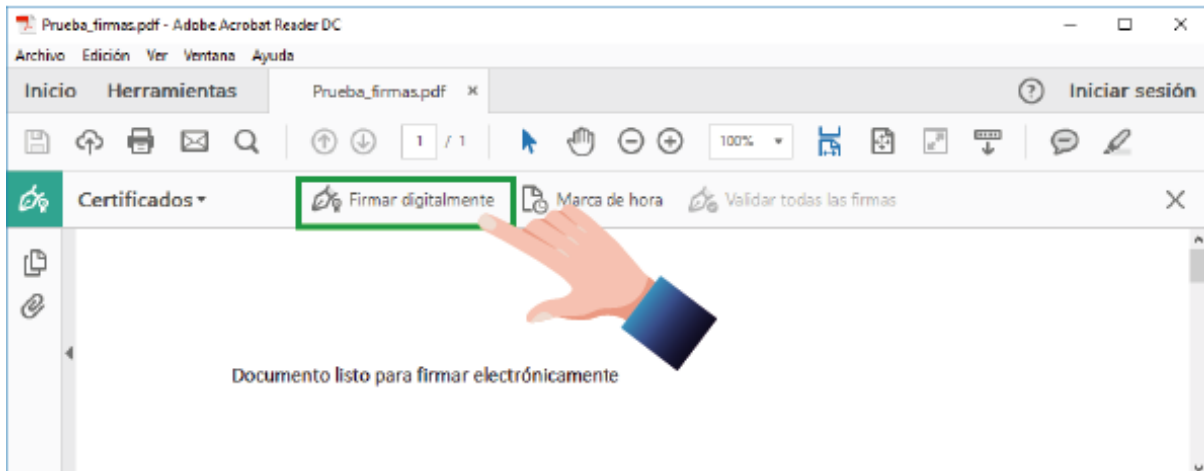 Prueba_firmas.pdf - Adobe Acrobat Reader DC
Archivo Edición Ver Ventana Ayuda
Inicio Herramientas Prueba_firmas.pdf × ? Iniciar sesión
1 / 1 100%
Certificados Firmar digitalmente Marca de hora Validar todas las firmas
Documento listo para firmar electrónicamente